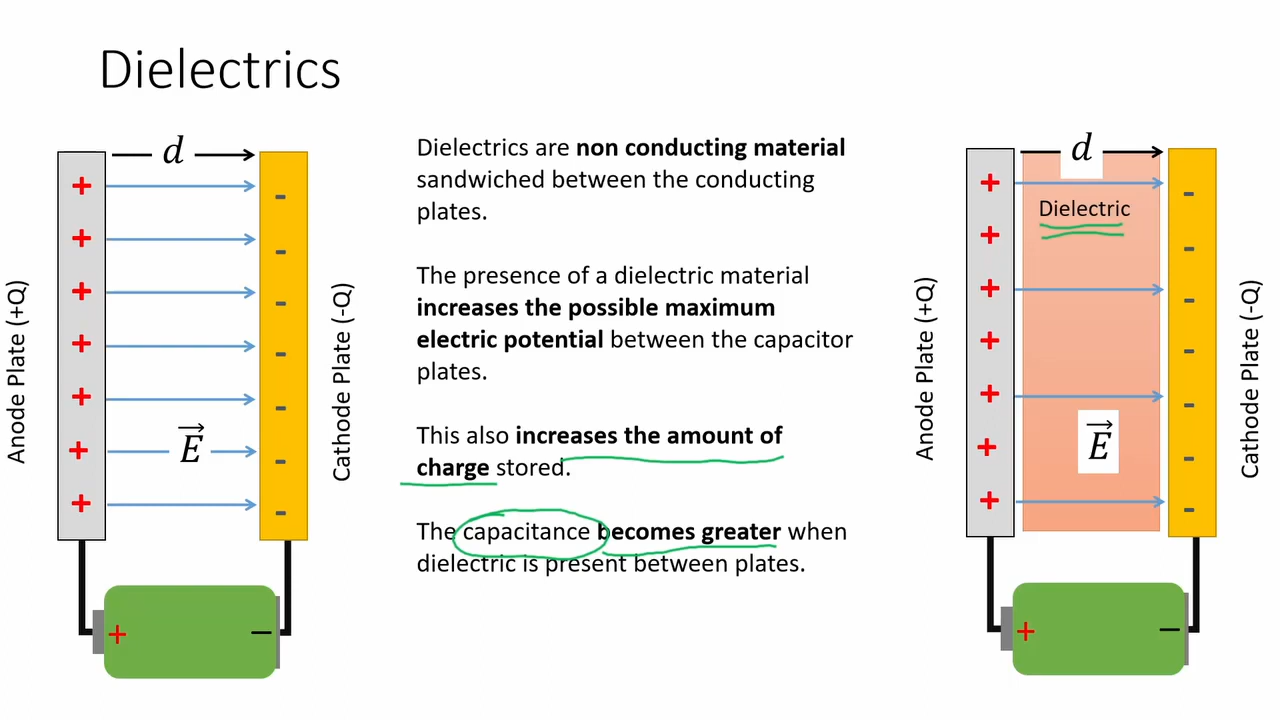 Dielectrics
d
+
-
+
-
+
-
+
-
+
-
+
-
+
-
E
Anode Plate (+Q)
Cathode Plate (-Q)
+ −
Dielectrics are non conducting material
sandwiched between the conducting
plates.
The presence of a dielectric material
increases the possible maximum
electric potential between the capacitor
plates.
This also increases the amount of
charge stored.
The capacitance becomes greater when
dielectric is present between plates.
d
Dielectric
+
-
+
-
+
-
+
-
+
-
+
-
+
-
E
Anode Plate (+Q)
Cathode Plate (-Q)
+ −